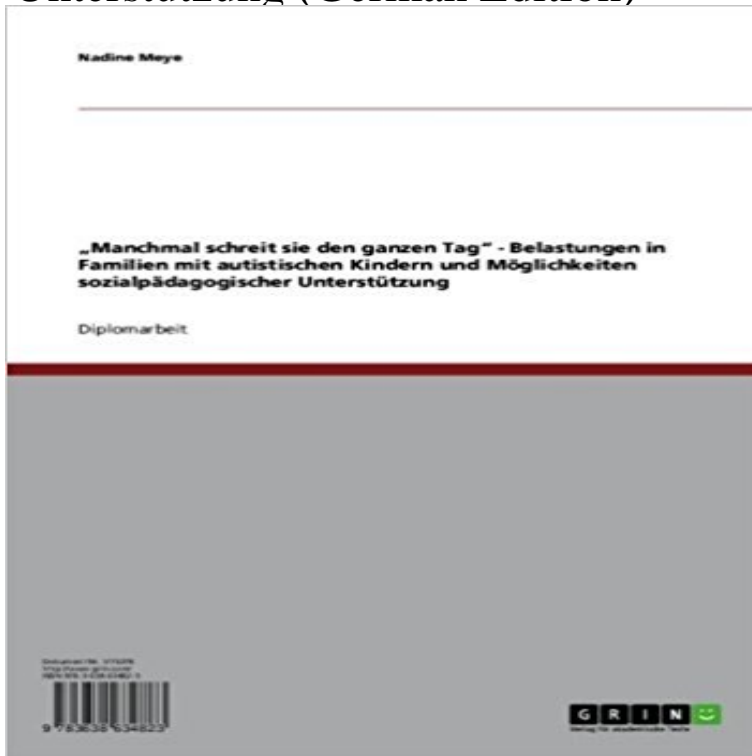 Unterstützung (German Edition)
Nadine Meye
„Manchmal schreit sie den ganzen Tag“ - Belastungen in
Familien mit autistischen Kindern und Möglichkeiten
sozialpädagogischer Unterstützung
Diplomarbeit
9 783638 634823
GRIN